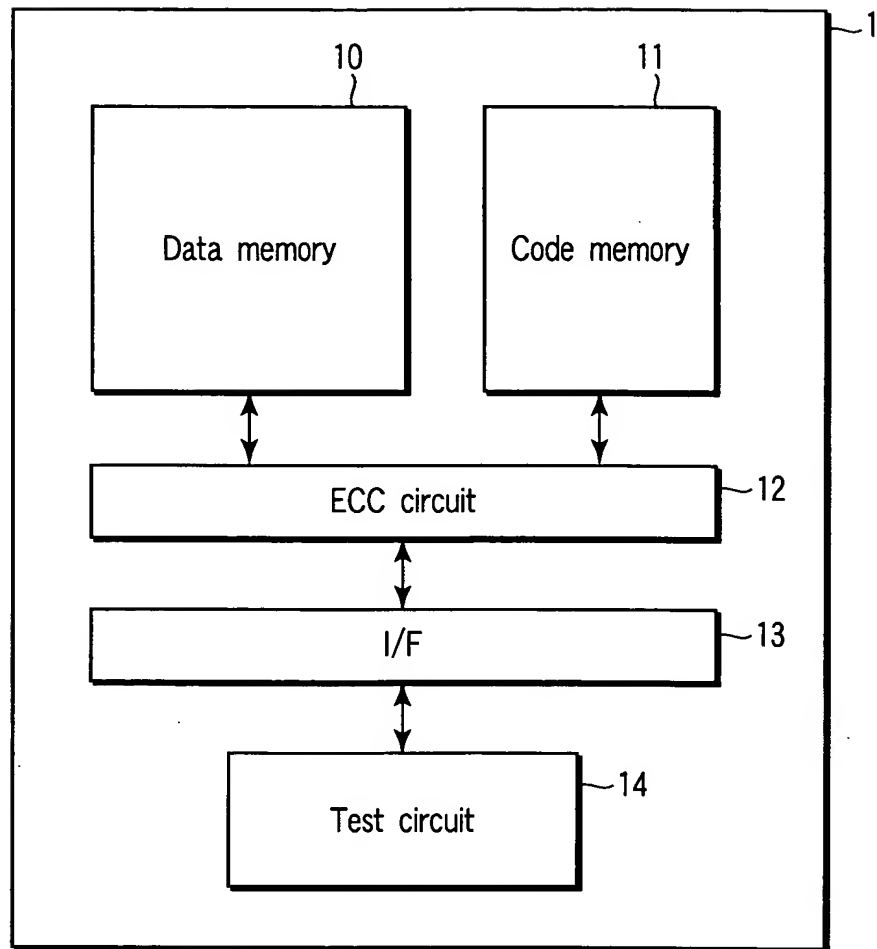 1
10
11
Data memory
Code memory
ECC circuit
12
I/F
13
Test circuit
14